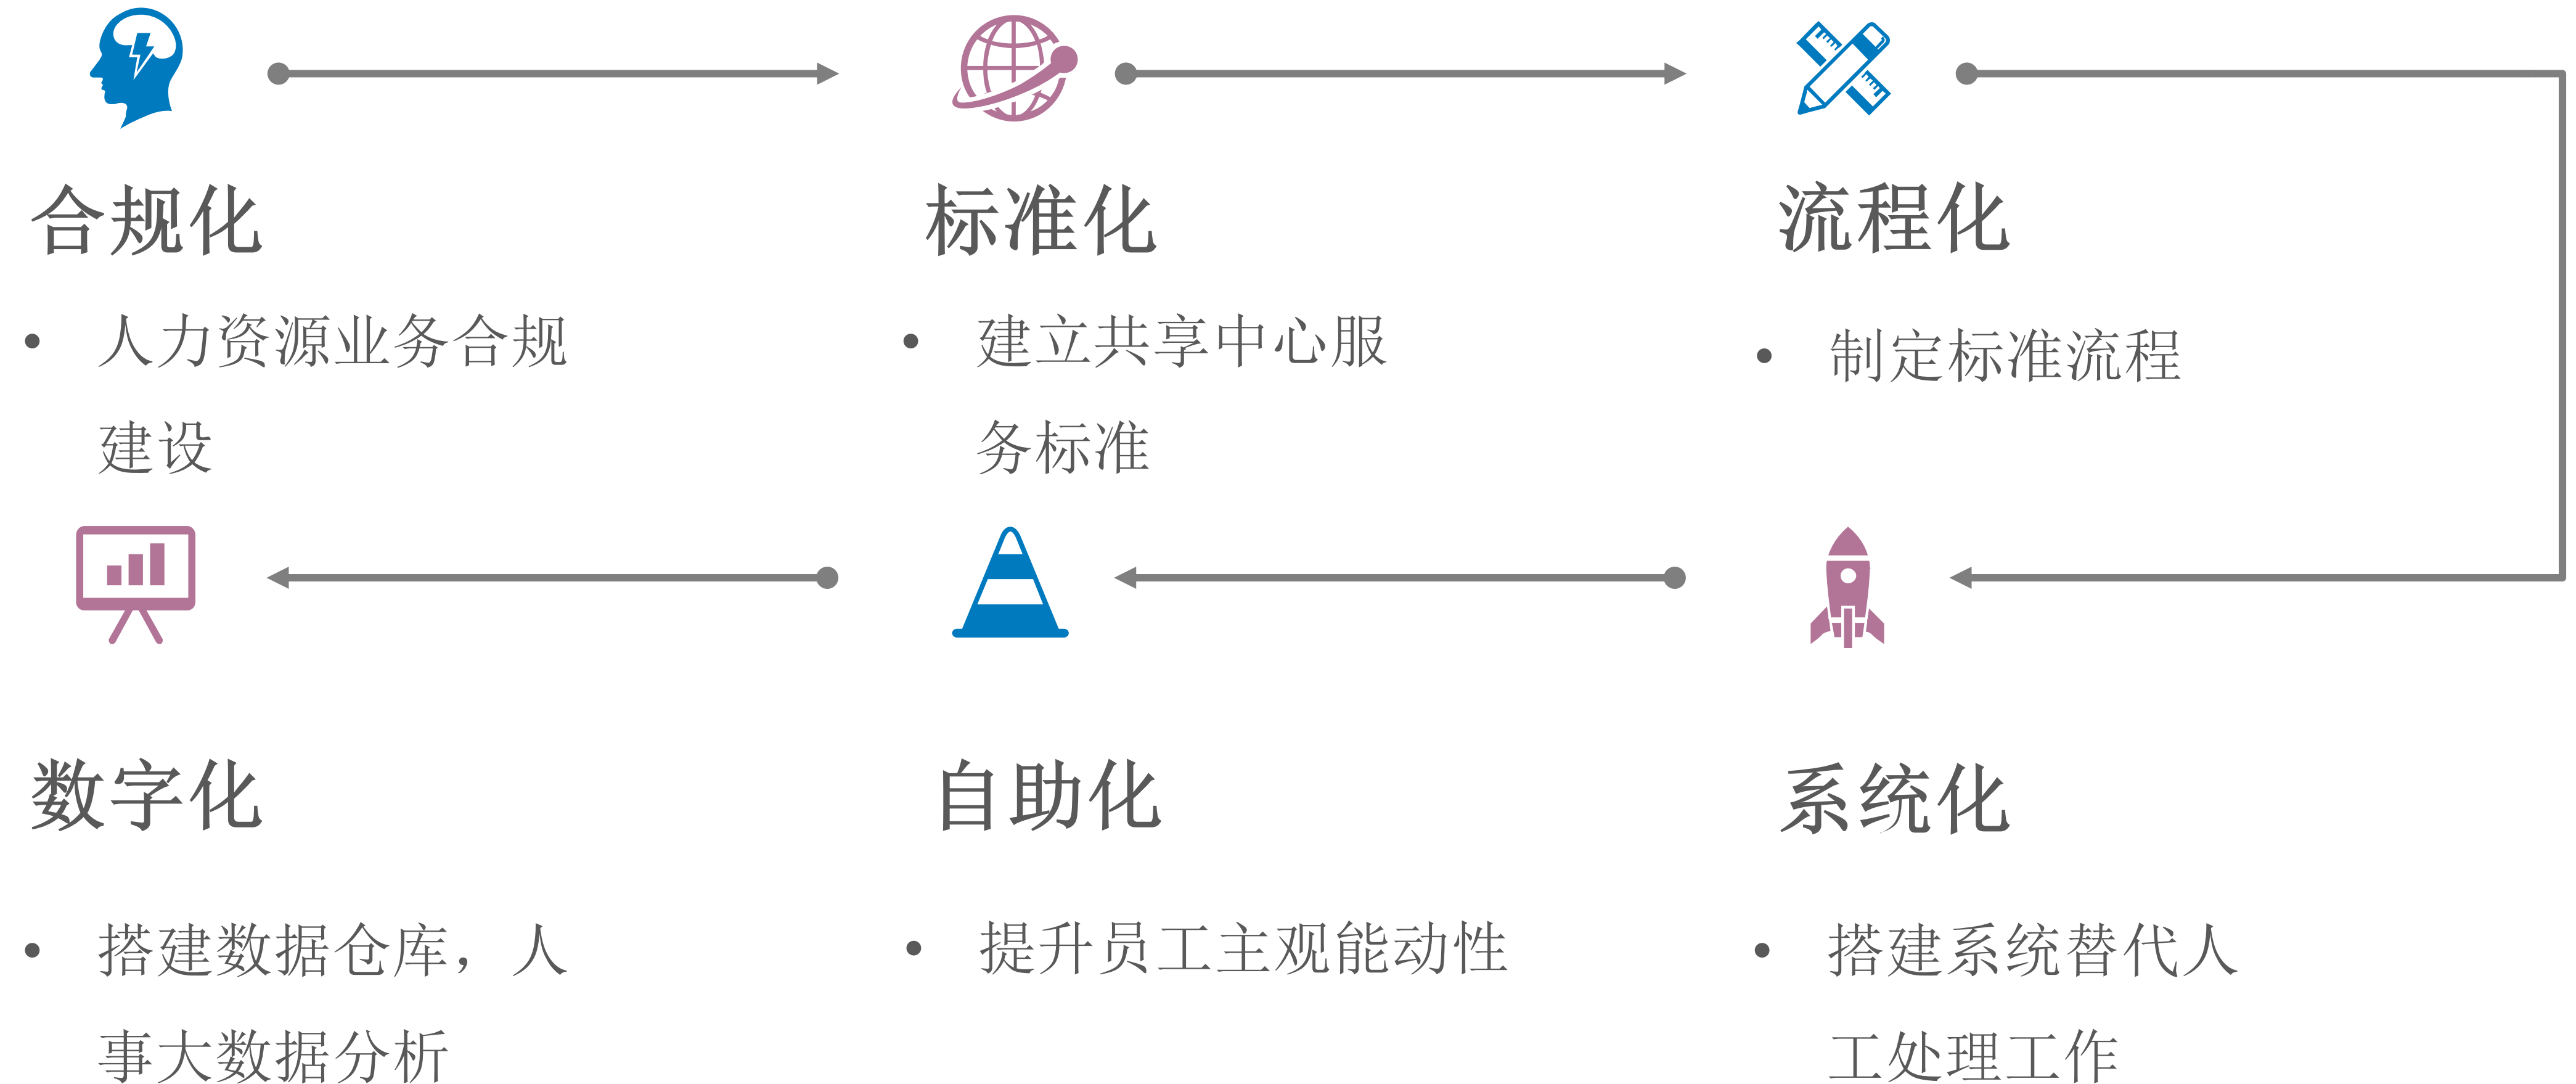 合规化
• 人力资源业务合规
建设
标准化
• 建立共享中心服
务标准
流程化
• 制定标准流程
数字化
• 搭建数据仓库，人
事大数据分析
自助化
• 提升员工主观能动性
系统化
• 搭建系统替代人
工处理工作